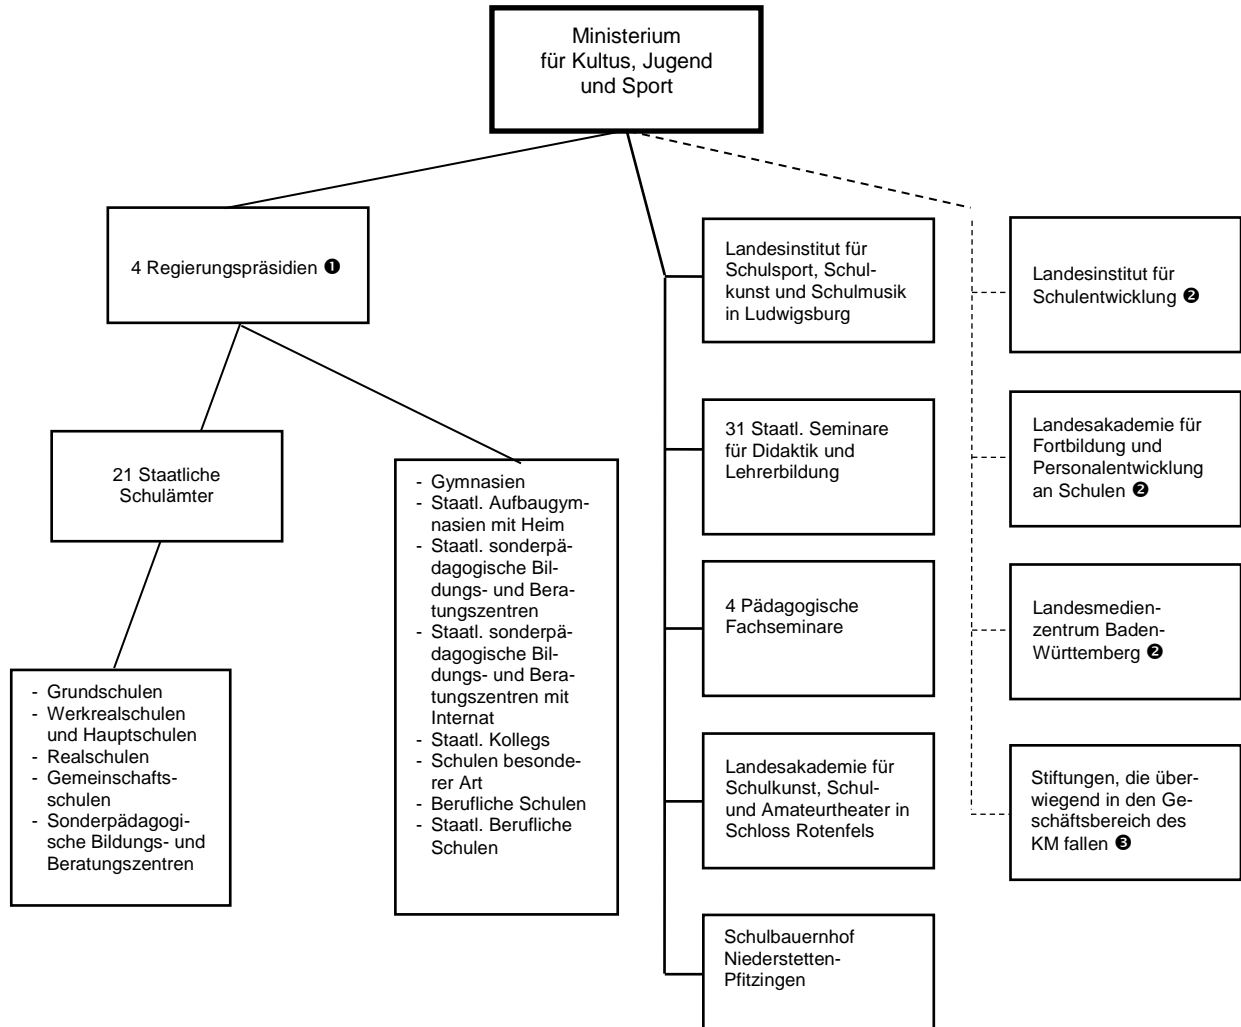 Ministerium
für Kultus, Jugend
und Sport
4 Regierungspräsidien ❶
21 Staatliche
Schulämter
- Grundschulen
- Werkrealschulen
und Hauptschulen
- Realschulen
- Gemeinschafts-
schulen
- Sonderpädagogi-
sche Bildungs- und
Beratungszentren
- Gymnasien
- Staatl. Aufbaugym-
nasien mit Heim
- Staatl. sonderpä-
dagogische Bil-
dungs- und Bera-
tungszentren
- Staatl. sonderpä-
dagogische Bil-
dungs- und Bera-
tungszentren mit
Internat
- Staatl. Kollegs
- Schulen besonde-
rer Art
- Berufliche Schulen
- Staatl. Berufliche
Schulen
Landesinstitut für
Schulsport, Schul-
kunst und Schulmusik
in Ludwigsburg
31 Staatl. Seminare
für Didaktik und
Lehrerbildung
4 Pädagogische
Fachseminare
Landesakademie für
Schulkunst, Schul-
und Amateurtheater in
Schloss Rotenfels
Schulbauernhof
Niederstetten-
Pfitzingen
Landesinstitut für
Schulentwicklung ❷
Landesakademie für
Fortbildung und
Personalentwicklung
an Schulen ❷
Landesmedien-
zentrum Baden-
Württemberg ❷
Stiftungen, die über-
wiegend in den Ge-
schäftsbereich des
KM fallen ❸